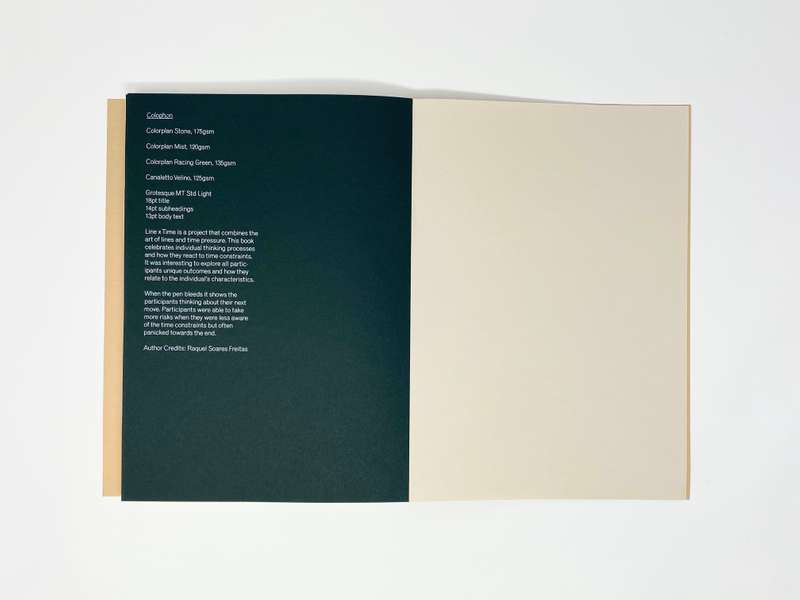 Colophon
Colorplan Stone, 175gsm
Colorplan Mist, 120gsm
Colorplan Racing Green, 135gsm
Canaletto Velino, 125gsm
Grotesque MT Std Light
18pt title
14pt subheadings
13pt body text
Line x Time is a project that combines the
art of lines and time pressure. This book
celebrates individual thinking processes
and how they react to time constraints.
It was interesting to explore all partic-
ipants unique outcomes and how they
relate to the individual's characteristics.
When the pen bleeds it shows the
participants thinking about their next
move. Participants were able to take
more risks when they were less aware
of the time constraints but often
panicked towards the end.
Author Credits: Raquel Soares Freitas